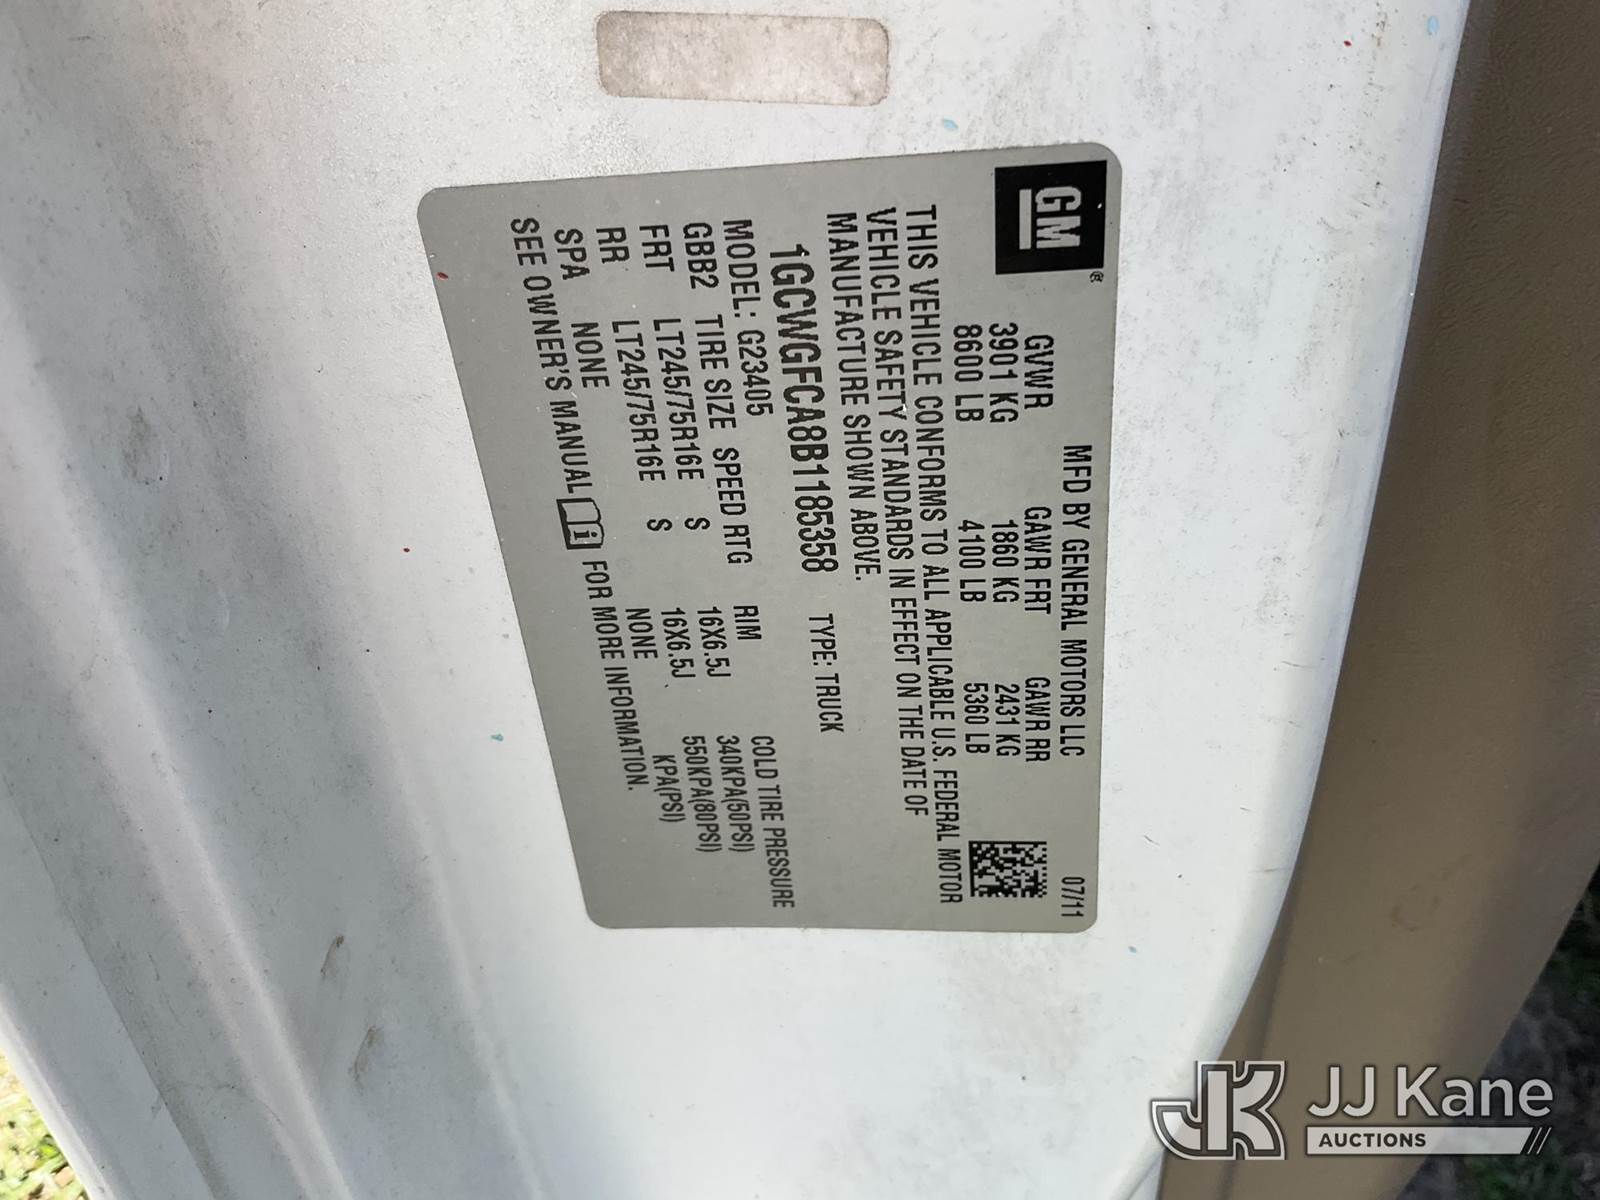 GM®
MFD BY GENERAL MOTORS LLC 07/11
GVWR GAWR FRT GAWR RR
3901 KG 1860 KG 2431 KG
8600 LB 4100 LB 5360 LB
THIS VEHICLE CONFORMS TO ALL APPLICABLE U.S. FEDERAL MOTOR
VEHICLE SAFETY STANDARDS IN EFFECT ON THE DATE OF
MANUFACTURE SHOWN ABOVE.
1GCWGFCA8B1185358 TYPE: TRUCK
MODEL: G23405
GBB2 TIRE SIZE SPEED RTG RIM COLD TIRE PRESSURE
FRT LT245/75R16E S 16X6.5J 340KPA(50PSI)
RR LT245/75R16E S 16X6.5J 550KPA(80PSI)
SPA NONE NONE KPA(PSI)
SEE OWNER'S MANUAL i FOR MORE INFORMATION.
JK JJ Kane
AUCTIONS